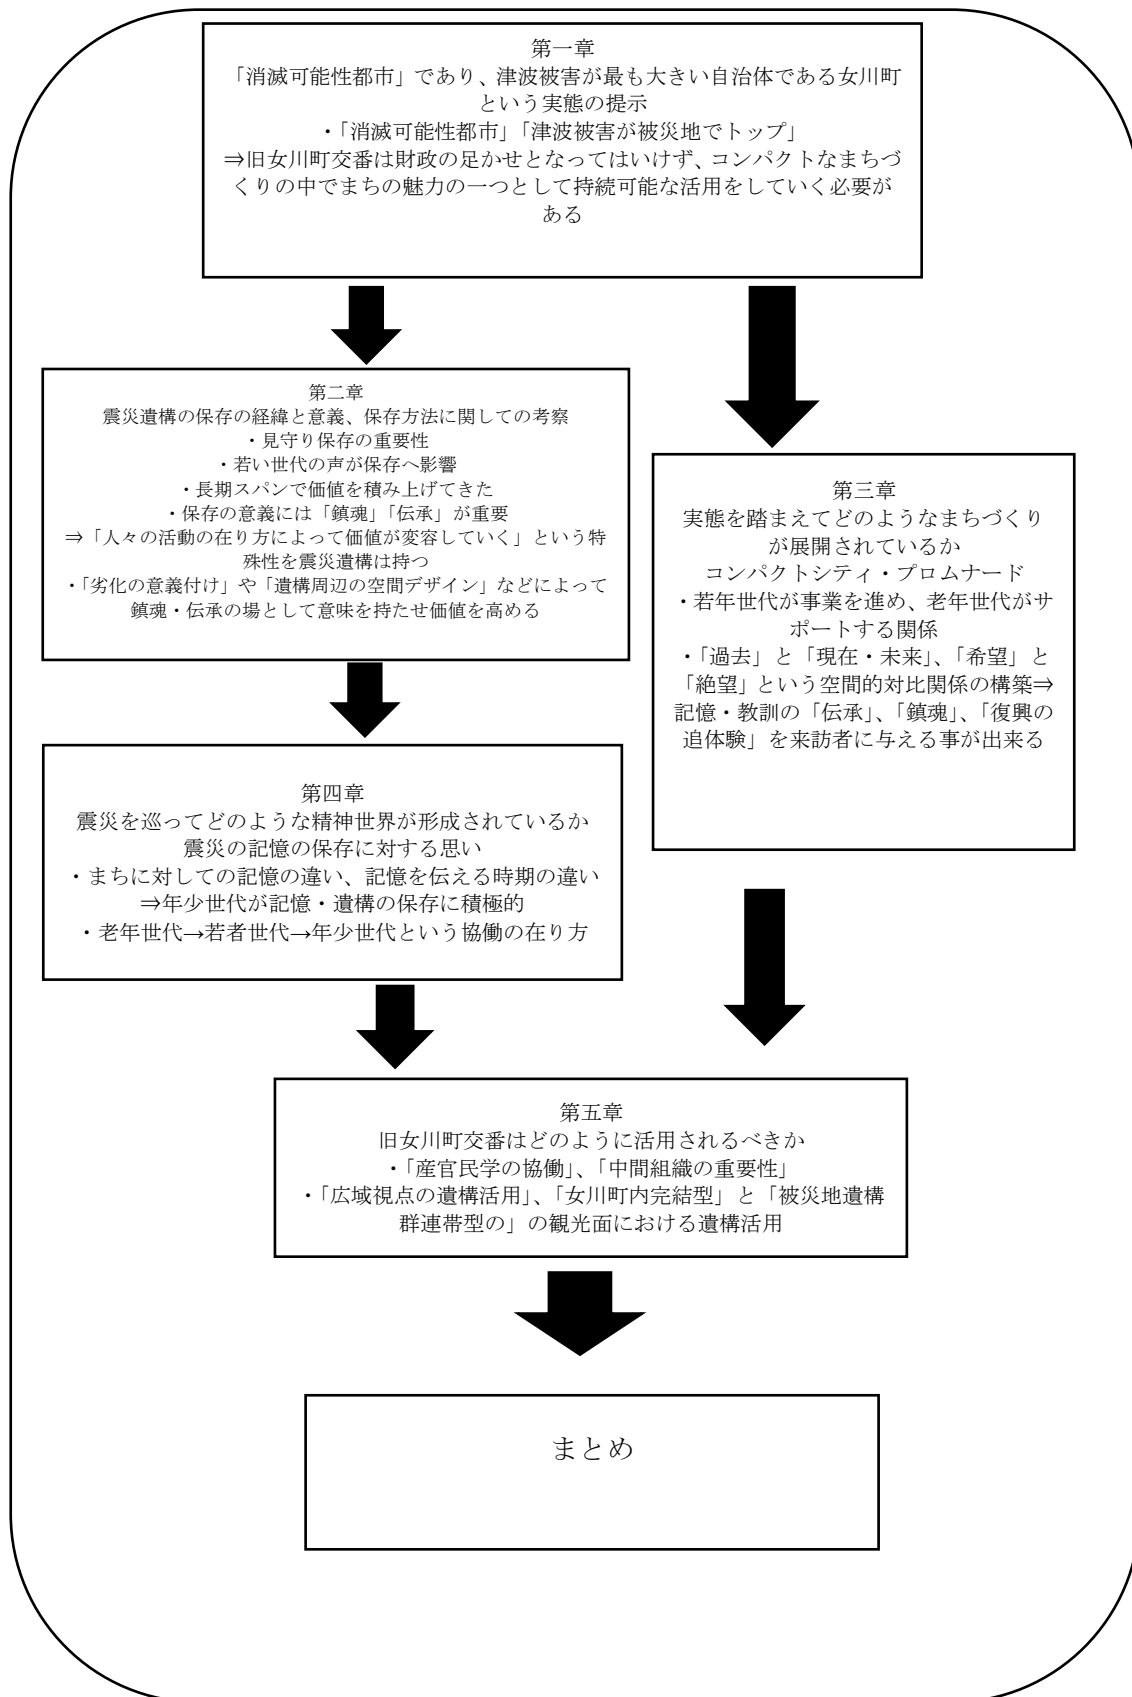 第一章
「消滅可能性都市」であり、津波被害が最も大きい自治体である女川町
という実態の提示
・「消滅可能性都市」「津波被害が被災地でトップ」
⇒旧女川町交番は財政の足かせとなってはいけず、コンパクトなまちづ
くりの中でまちの魅力の一つとして持続可能な活用をしていく必要が
ある
第二章
震災遺構の保存の経緯と意義、保存方法に関しての考察
・見守り保存の重要性
・若い世代の声が保存へ影響
・長期スパンで価値を積み上げてきた
・保存の意義には「鎮魂」「伝承」が重要
⇒「人々の活動の在り方によって価値が変容していく」という特
殊性を震災遺構は持つ
・「劣化の意義付け」や「遺構周辺の空間デザイン」などによって
鎮魂・伝承の場として意味を持たせ価値を高める
第三章
実態を踏まえてどのようなまちづくり
が展開されているか
コンパクトシティ・プロムナード
・若年世代が事業を進め、老年世代がサ
ポートする関係
・「過去」と「現在・未来」、「希望」と
「絶望」という空間的対比関係の構築⇒
記憶・教訓の「伝承」、「鎮魂」、「復興の
追体験」を来訪者に与える事が出来る
第四章
震災を巡ってどのような精神世界が形成されているか
震災の記憶の保存に対する思い
・まちに対しての記憶の違い、記憶を伝える時期の違い
⇒年少世代が記憶・遺構の保存に積極的
・老年世代→若者世代→年少世代という協働の在り方
第五章
旧女川町交番はどのように活用されるべきか
・「産官民学の協働」、「中間組織の重要性」
・「広域視点の遺構活用」、「女川町内完結型」と「被災地遺構
群連帯型の」の観光面における遺構活用
まとめ